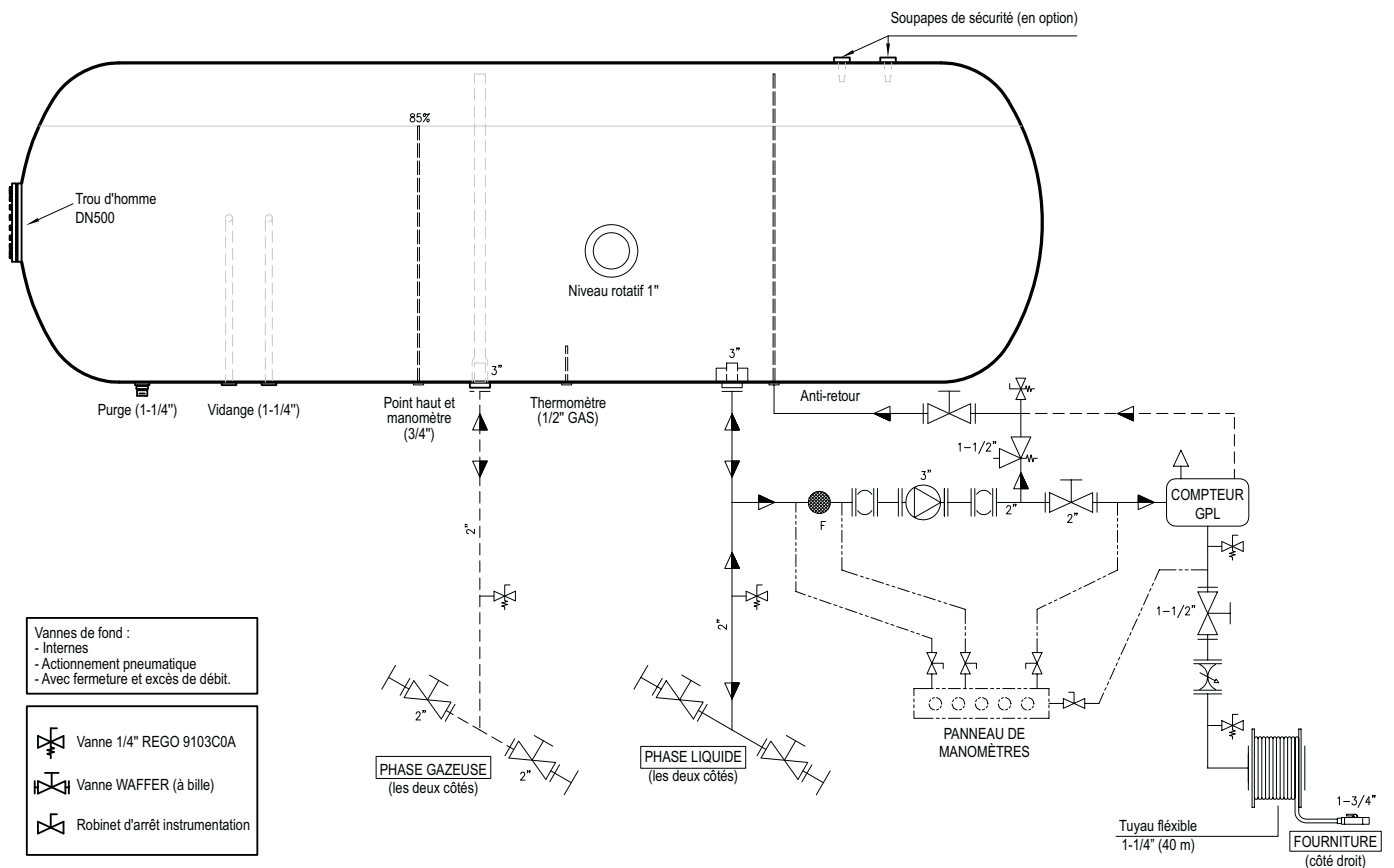 Soupapes de sécurité (en option)
85%
Trou d'homme
DN500
Niveau rotatif 1"
3"
3"
Purge (1-1/4")
Vidange (1-1/4")
Point haut et
manomètre
(3/4")
Thermomètre
(1/2" GAS)
Anti-retour
1-1/2"
3"
COMPTEUR
GPL
F
2"
2"
2"
2"
1-1/2"
Vannes de fond :
- Internes
- Actionnement pneumatique
- Avec fermeture et excès de débit.
2"
2"
PHASE GAZEUSE
(les deux côtés)
PHASE LIQUIDE
(les deux côtés)
PANNEAU DE
MANOMÈTRES
Vanne 1/4" REGO 9103C0A
Vanne WAFFER (à bille)
Robinet d'arrêt instrumentation
1-3/4"
Tuyau fléxible
1-1/4" (40 m)
FOURNITURE
(côté droit)